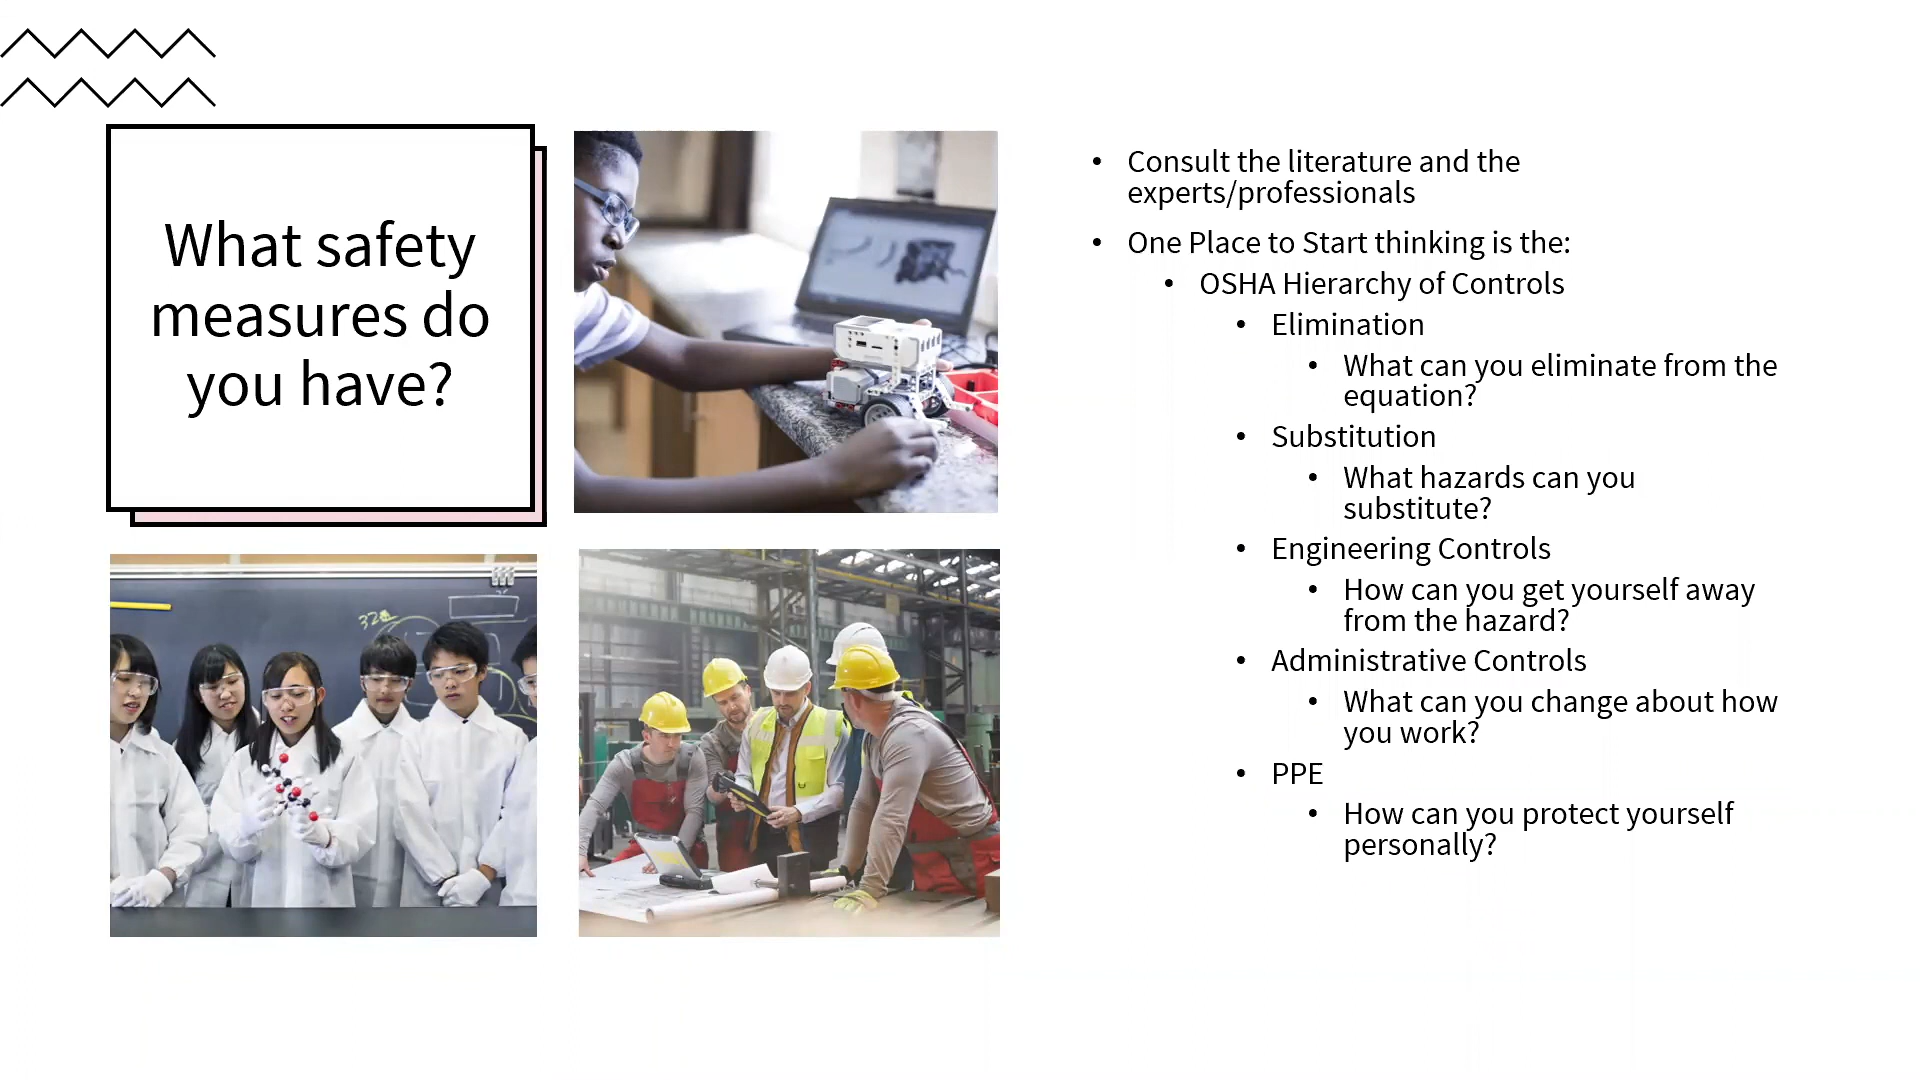 What safety
measures do
you have?
• Consult the literature and the
experts/professionals
• One Place to Start thinking is the:
• OSHA Hierarchy of Controls
• Elimination
• What can you eliminate from the
equation?
• Substitution
• What hazards can you
substitute?
• Engineering Controls
• How can you get yourself away
from the hazard?
• Administrative Controls
• What can you change about how
you work?
• PPE
• How can you protect yourself
personally?